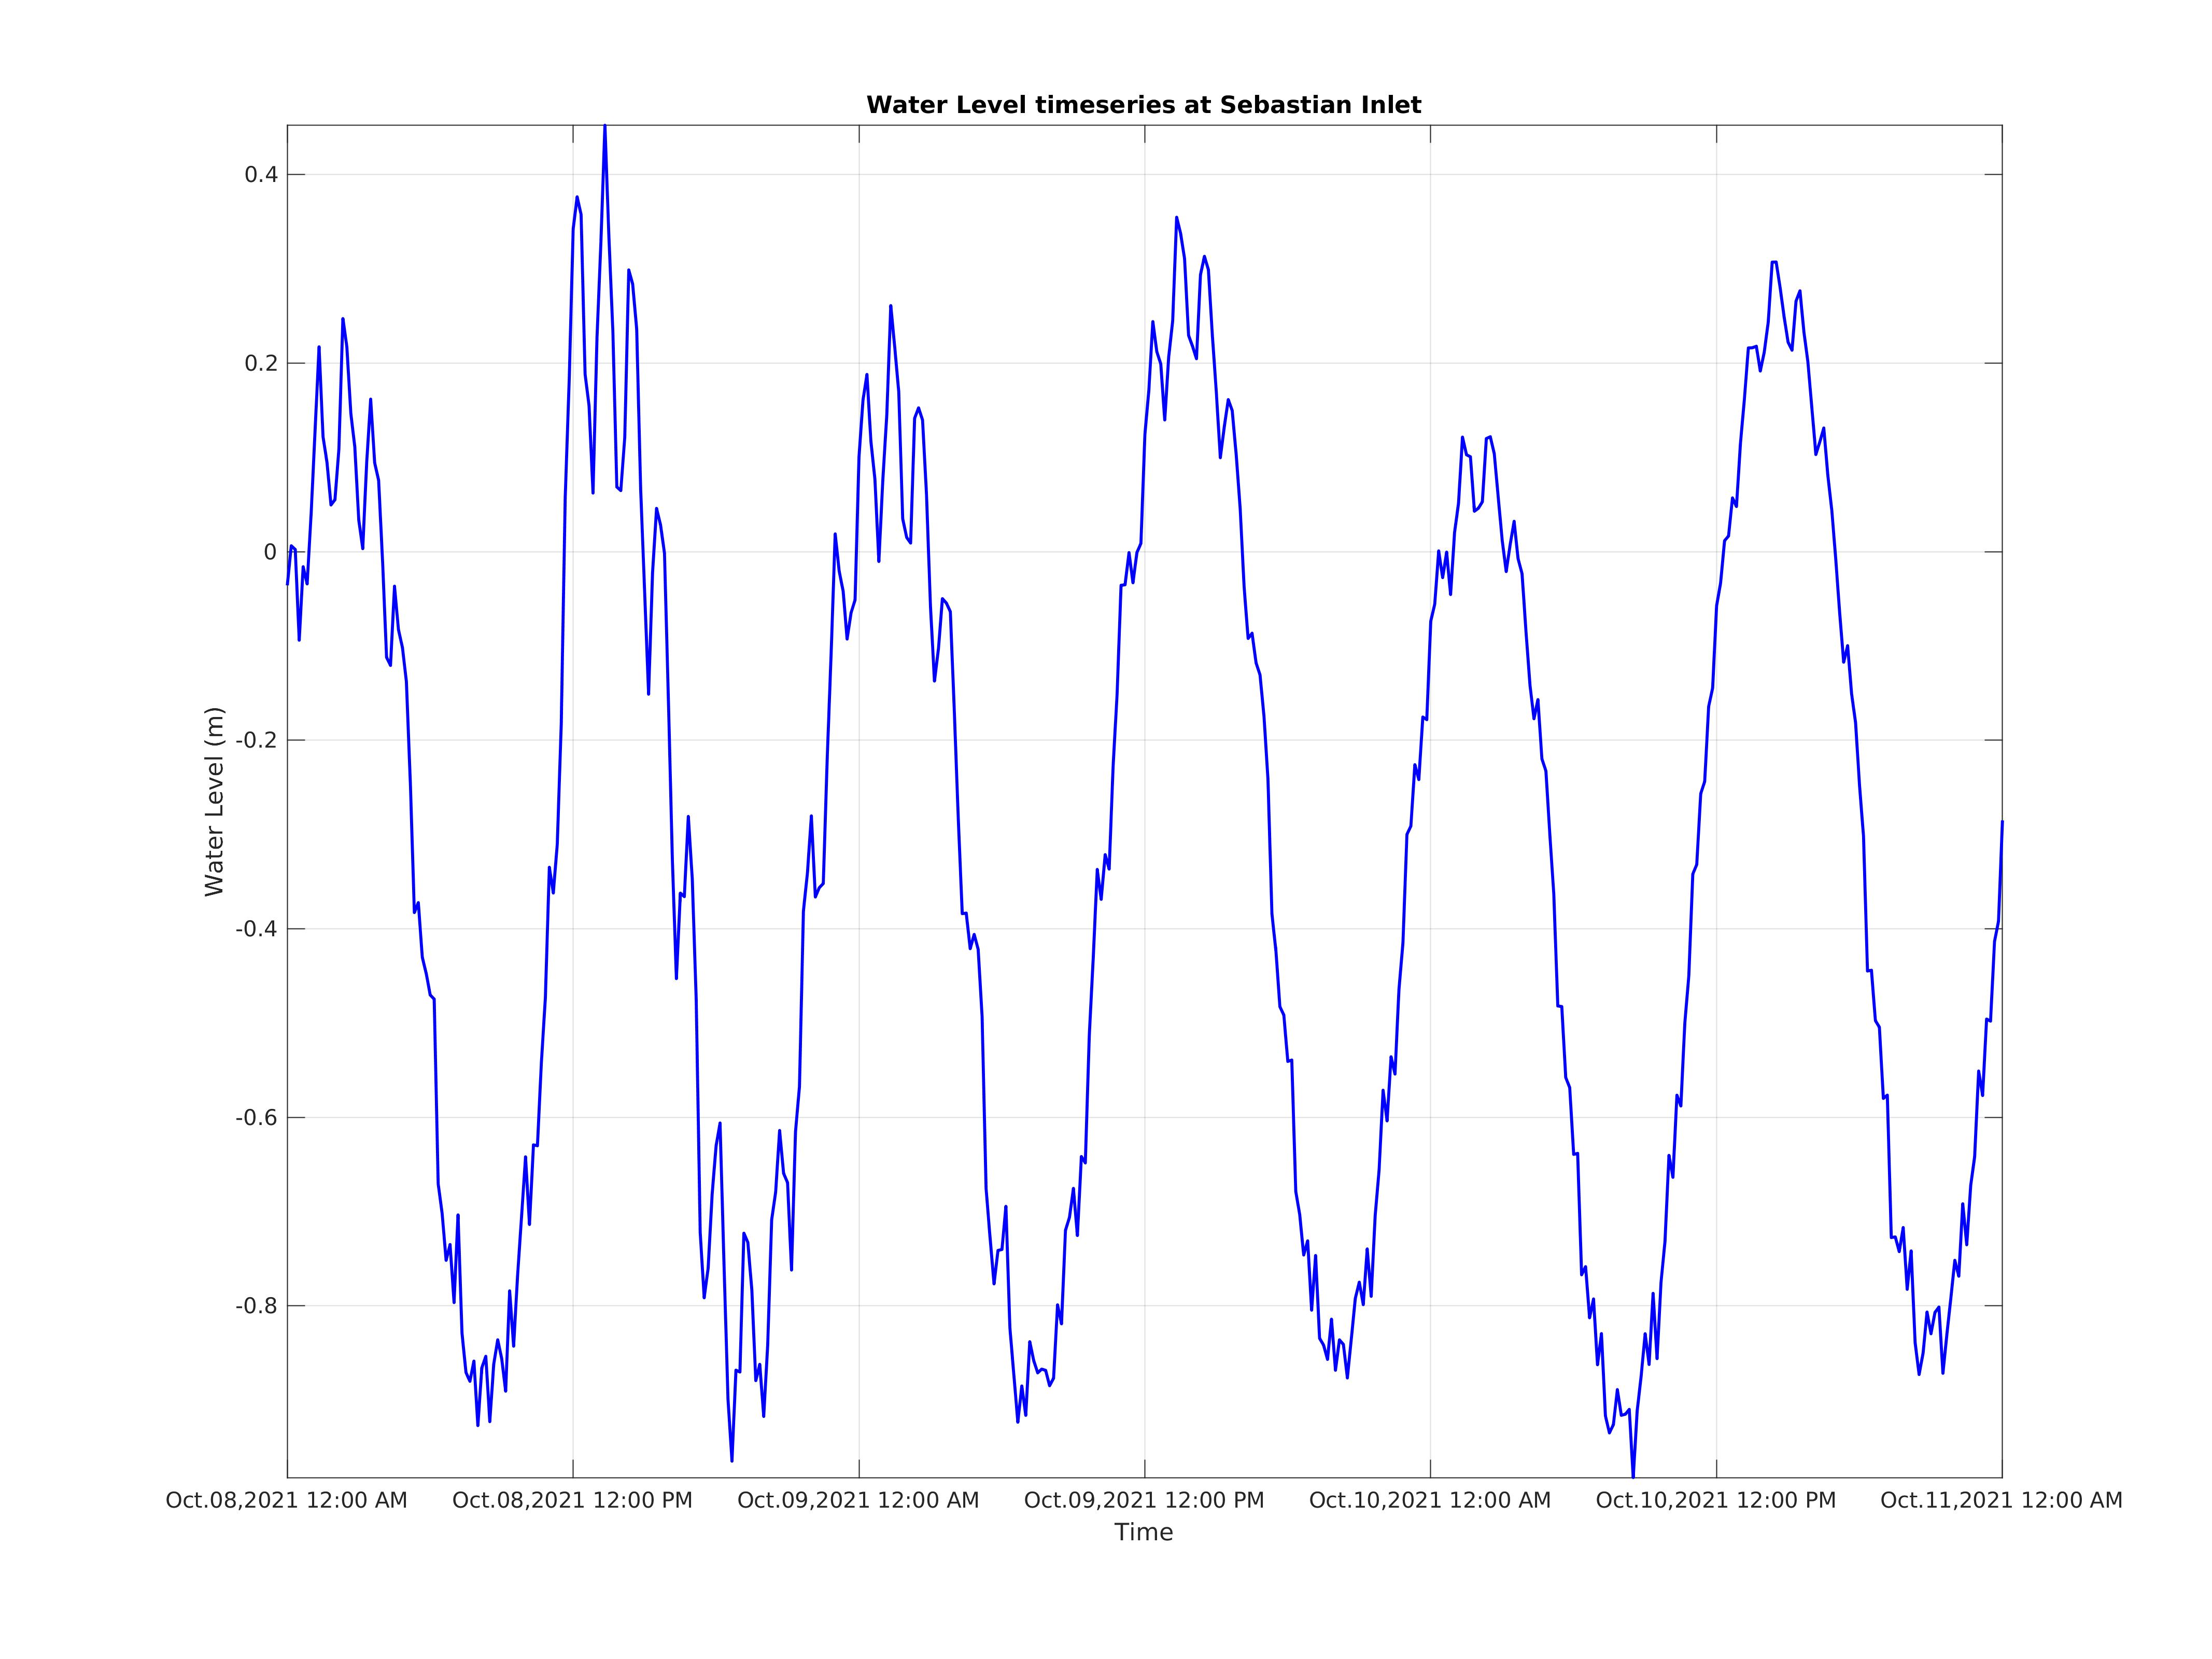 Water Level timeseries at Sebastian Inlet
0.4
0.2
0
-0.2
-0.4
-0.6
-0.8
Water Level (m)
Oct.08,2021 12:00 AM Oct.08,2021 12:00 PM Oct.09,2021 12:00 AM Oct.09,2021 12:00 PM Oct.10,2021 12:00 AM Oct.10,2021 12:00 PM Oct.11,2021 12:00 AM
Time